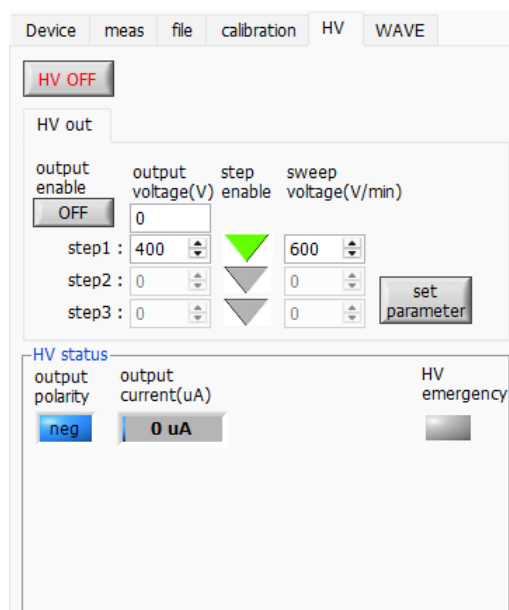 Device meas file calibration HV WAVE
HV OFF
HV out
output enable
output voltage(V)
step enable
sweep voltage(V/min)
OFF
0
step1 : 400 600
step2 : 0 0
step3 : 0 0
set parameter
HV status
output polarity
output current(uA)
HV emergency
neg
0 uA